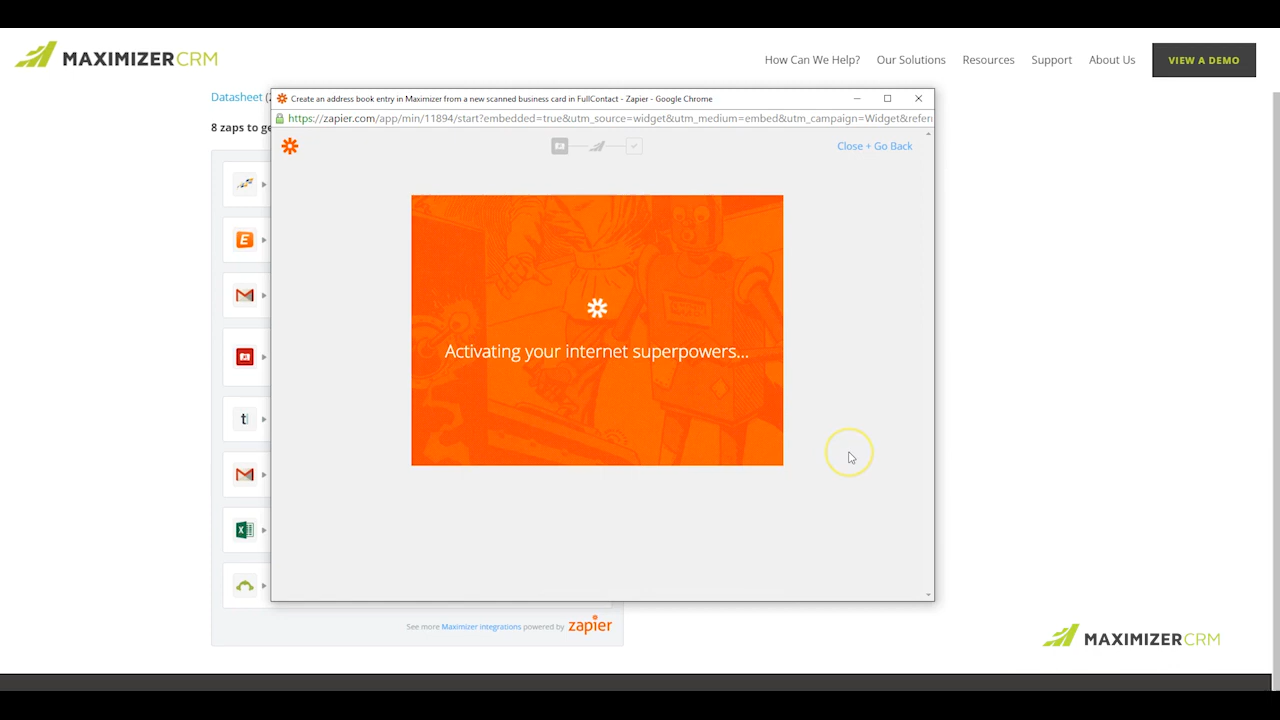 MAXIMIZERCRM
How Can We Help? Our Solutions Resources Support About Us VIEW A DEMO
Datasheet (
8 zaps to ge
Create an address book entry in Maximizer from a new scanned business card in FullContact - Zapier - Google Chrome
https://zapier.com/app/min/11894/start?embedded=true&utm_source=widget&utm_medium=embed&utm_campaign=Widget&referr
Close + Go Back
Activating your internet superpowers...
See more Maximizer integrations powered by zapier
MAXIMIZERCRM